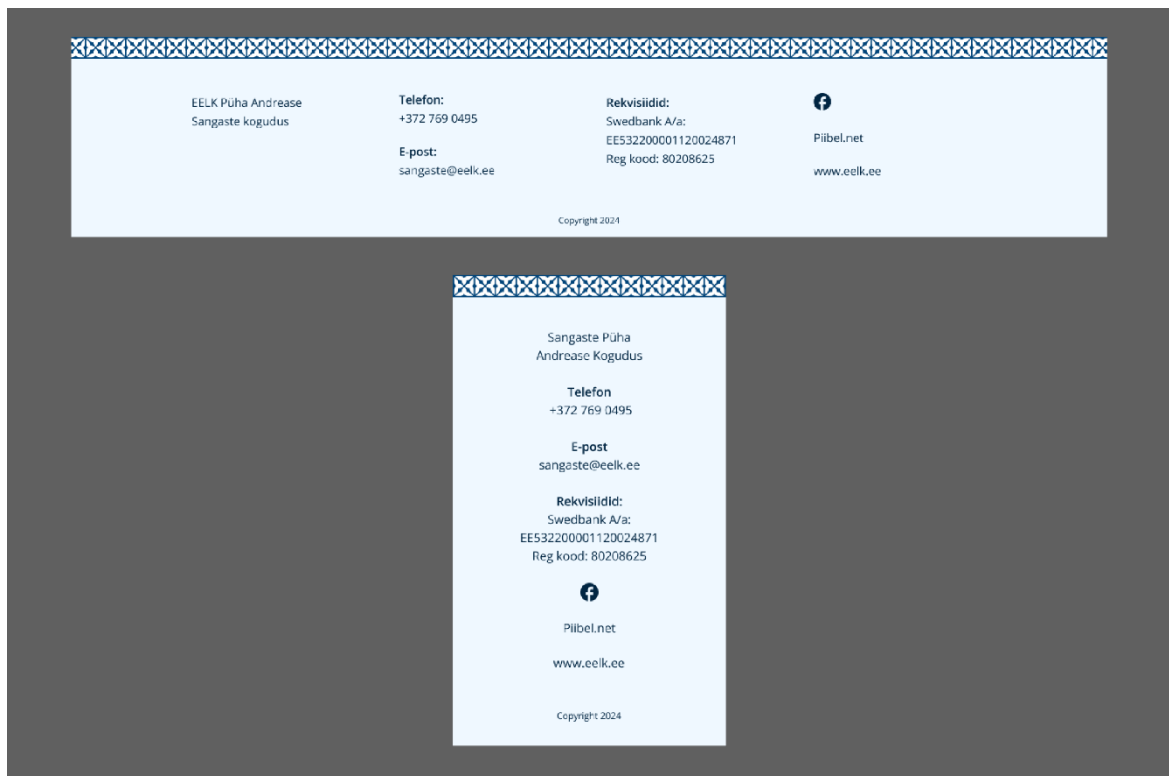 EELK Püha Andrease
Sangaste kogudus
Telefon:
+372 769 0495
E-post:
sangaste@eelk.ee
Rekvisiidid:
Swedbank A/a:
EE532200001120024871
Reg kood: 80208625
Piibel.net
www.eelk.ee
Copyright 2024
Sangaste Püha
Andrease Kogudus
Telefon
+372 769 0495
E-post
sangaste@eelk.ee
Rekvisiidid:
Swedbank A/a:
EE532200001120024871
Reg kood: 80208625
Piibel.net
www.eelk.ee
Copyright 2024